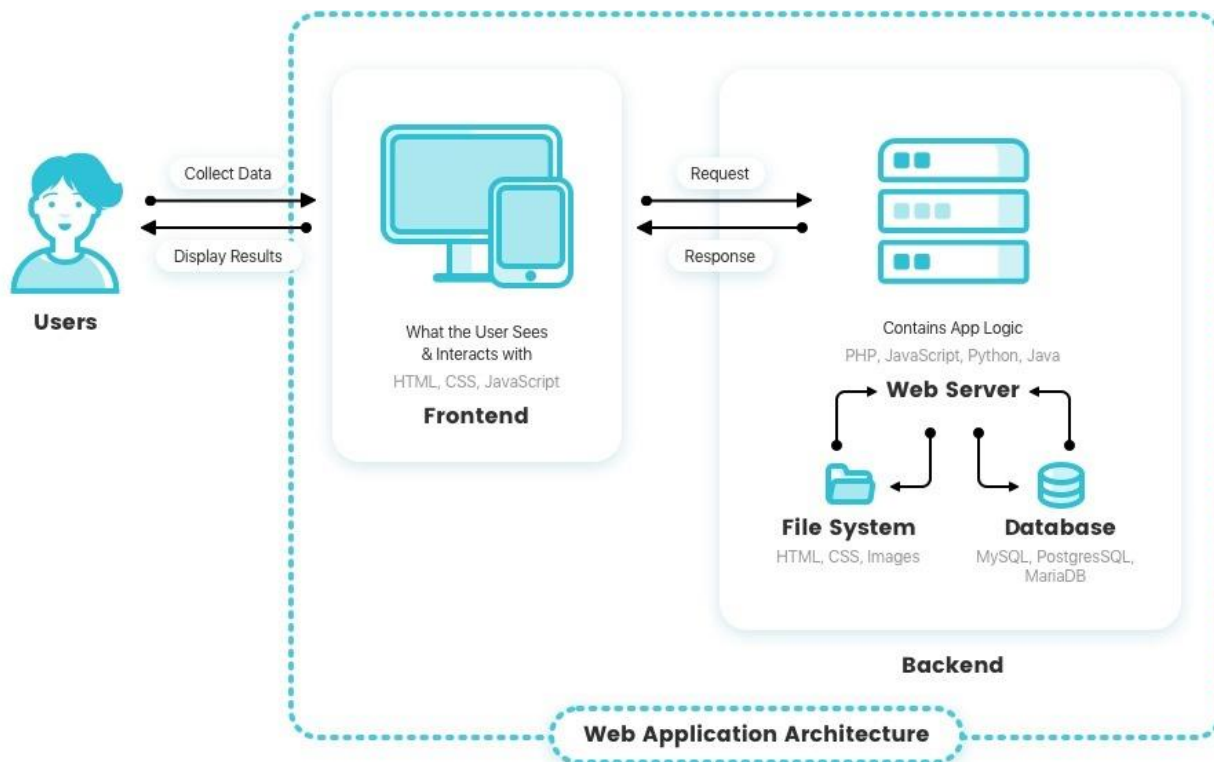 Collect Data
Display Results
Users
What the User Sees
& Interacts with
HTML, CSS, JavaScript
Frontend
Request
Response
Contains App Logic
PHP, JavaScript, Python, Java
Web Server
File System
HTML, CSS, Images
Database
MySQL, PostgresSQL,
MariaDB
Backend
Web Application Architecture